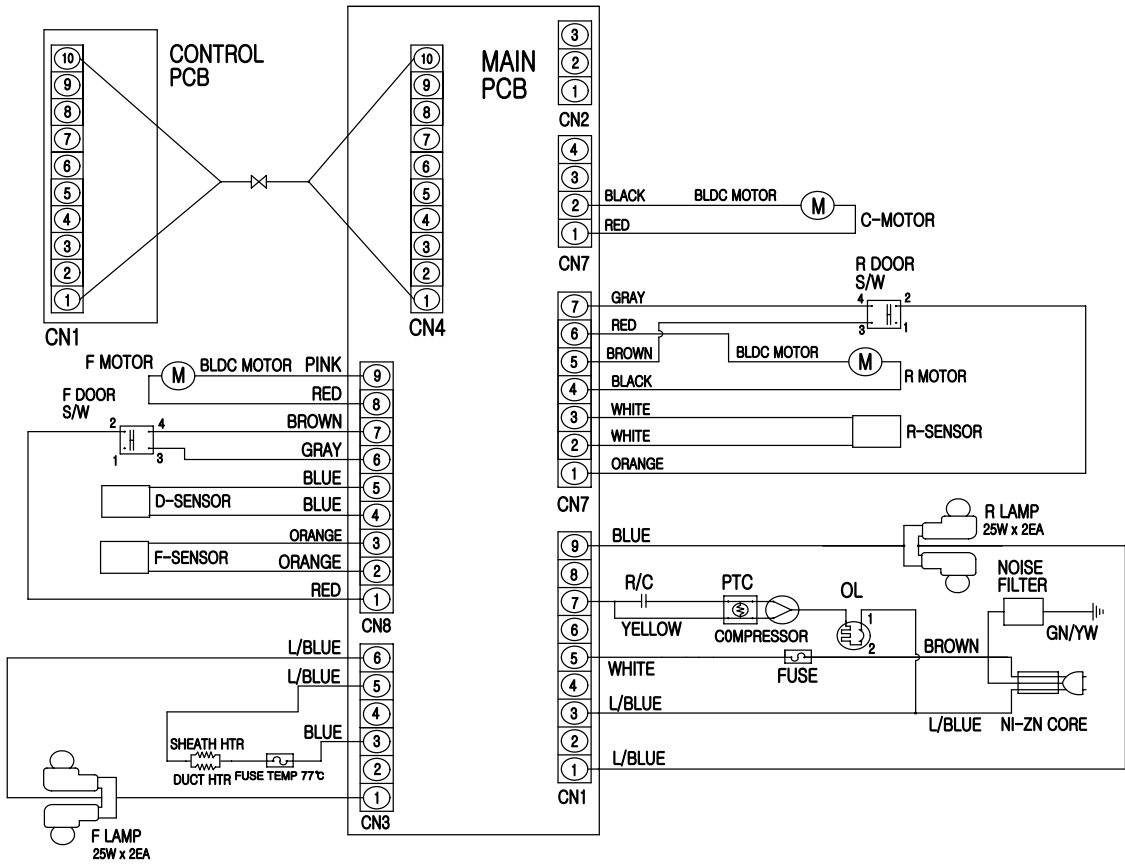 CONTROL
PCB
10
9
8
7
6
5
4
3
2
1
CN1
MAIN
PCB
10
9
8
7
6
5
4
3
2
1
CN4
3
2
1
CN2
4
3
2
1
CN7
BLACK
BLDC MOTOR
M
RED
C-MOTOR
R DOOR
S/W
4
2
3
1
7
6
5
4
3
2
1
CN7
GRAY
RED
BROWN
BLDC MOTOR
M
BLACK
R MOTOR
WHITE
WHITE
R-SENSOR
ORANGE
F MOTOR
M
BLDC MOTOR
PINK
RED
F DOOR
S/W
2
4
1
3
BROWN
GRAY
BLUE
D-SENSOR
BLUE
ORANGE
F-SENSOR
ORANGE
RED
9
8
7
6
5
4
3
2
1
CN8
L/BLUE
L/BLUE
BLUE
6
5
4
3
2
1
CN3
SHEATH HTR
DUCT HTR
FUSE TEMP 77℃
F LAMP
25W x 2EA
9
8
7
6
5
4
3
2
1
CN1
BLUE
R LAMP
25W x 2EA
R/C
PTC
OL
NOISE
FILTER
YELLOW
COMPRESSOR
1
2
GN/YW
BROWN
WHITE
FUSE
L/BLUE
L/BLUE
NI-ZN CORE
L/BLUE